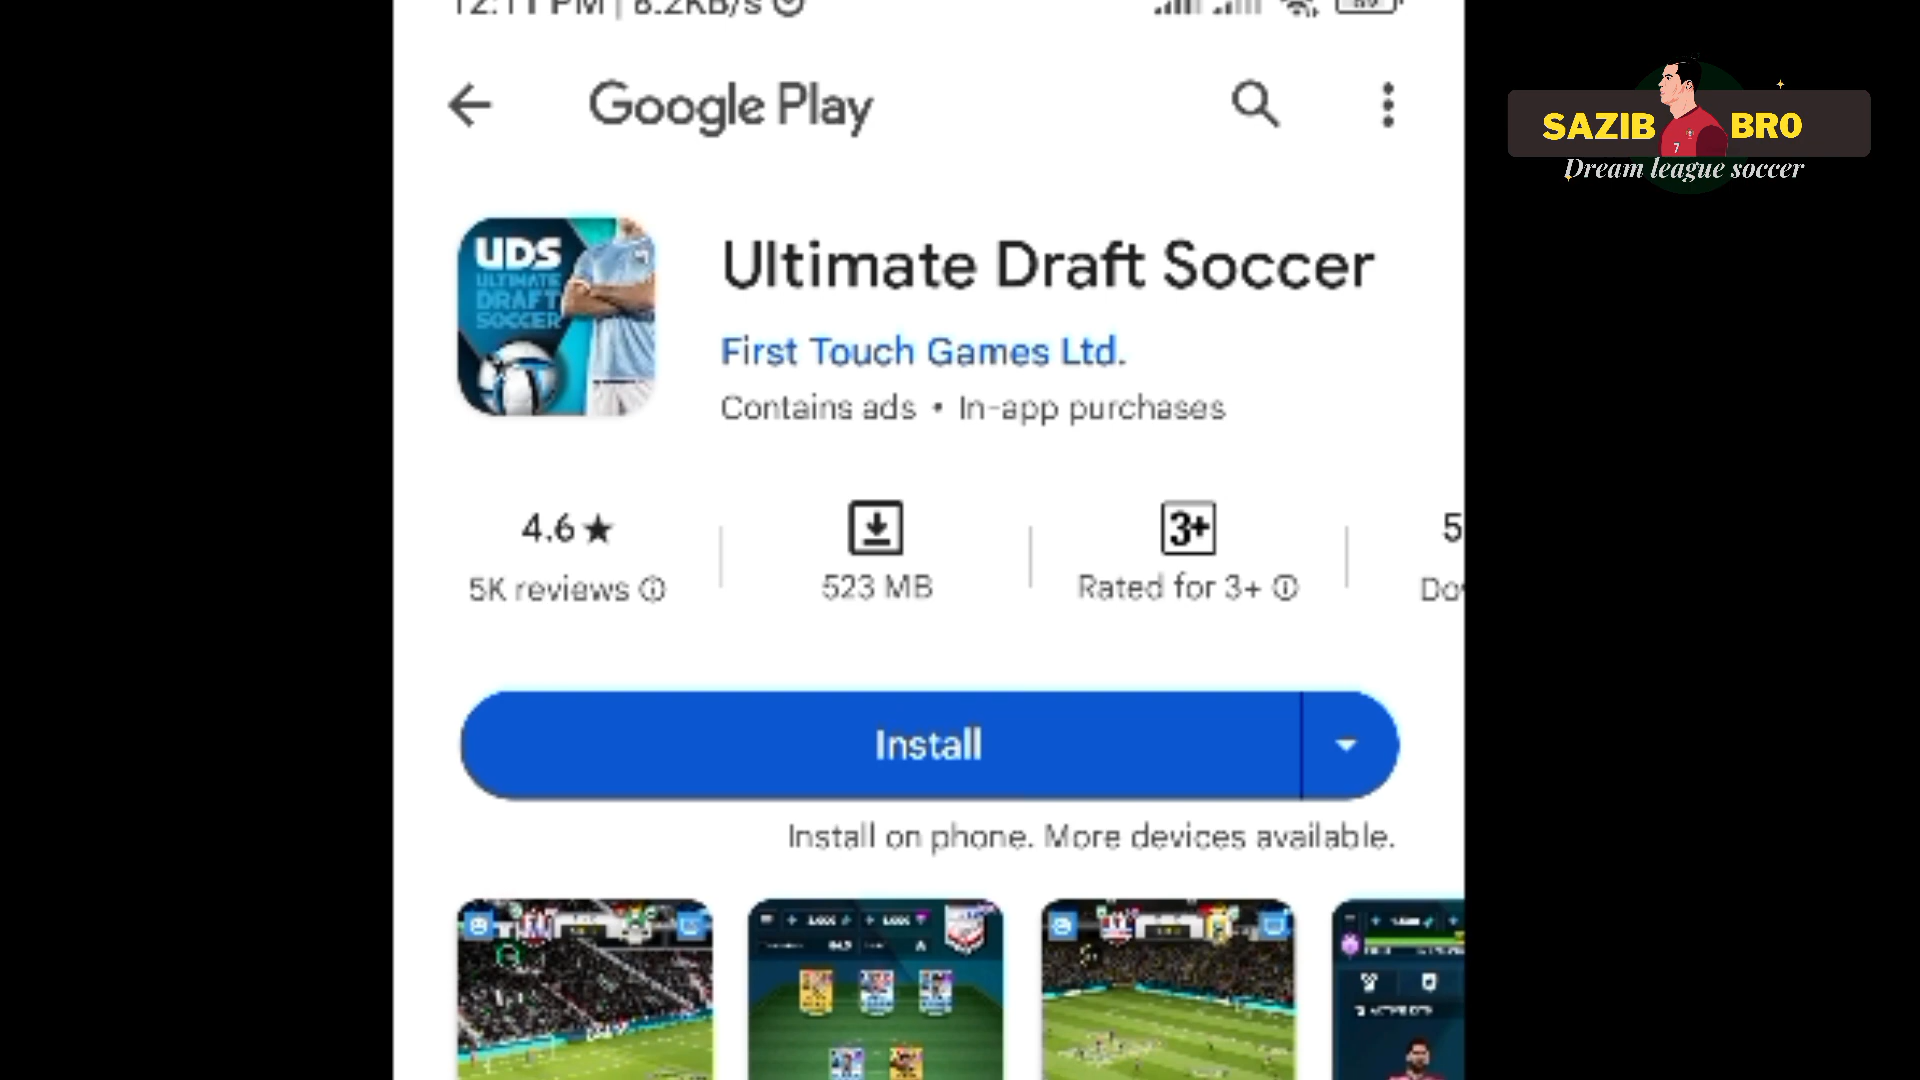 Google Play
SAZIB BRO
Dream league soccer
UDS
ULTIMATE
DRAFT
SOCCER
Ultimate Draft Soccer
First Touch Games Ltd.
Contains ads • In-app purchases
4.6 ★
5K reviews
523 MB
3+
Rated for 3+
Install
Install on phone. More devices available.